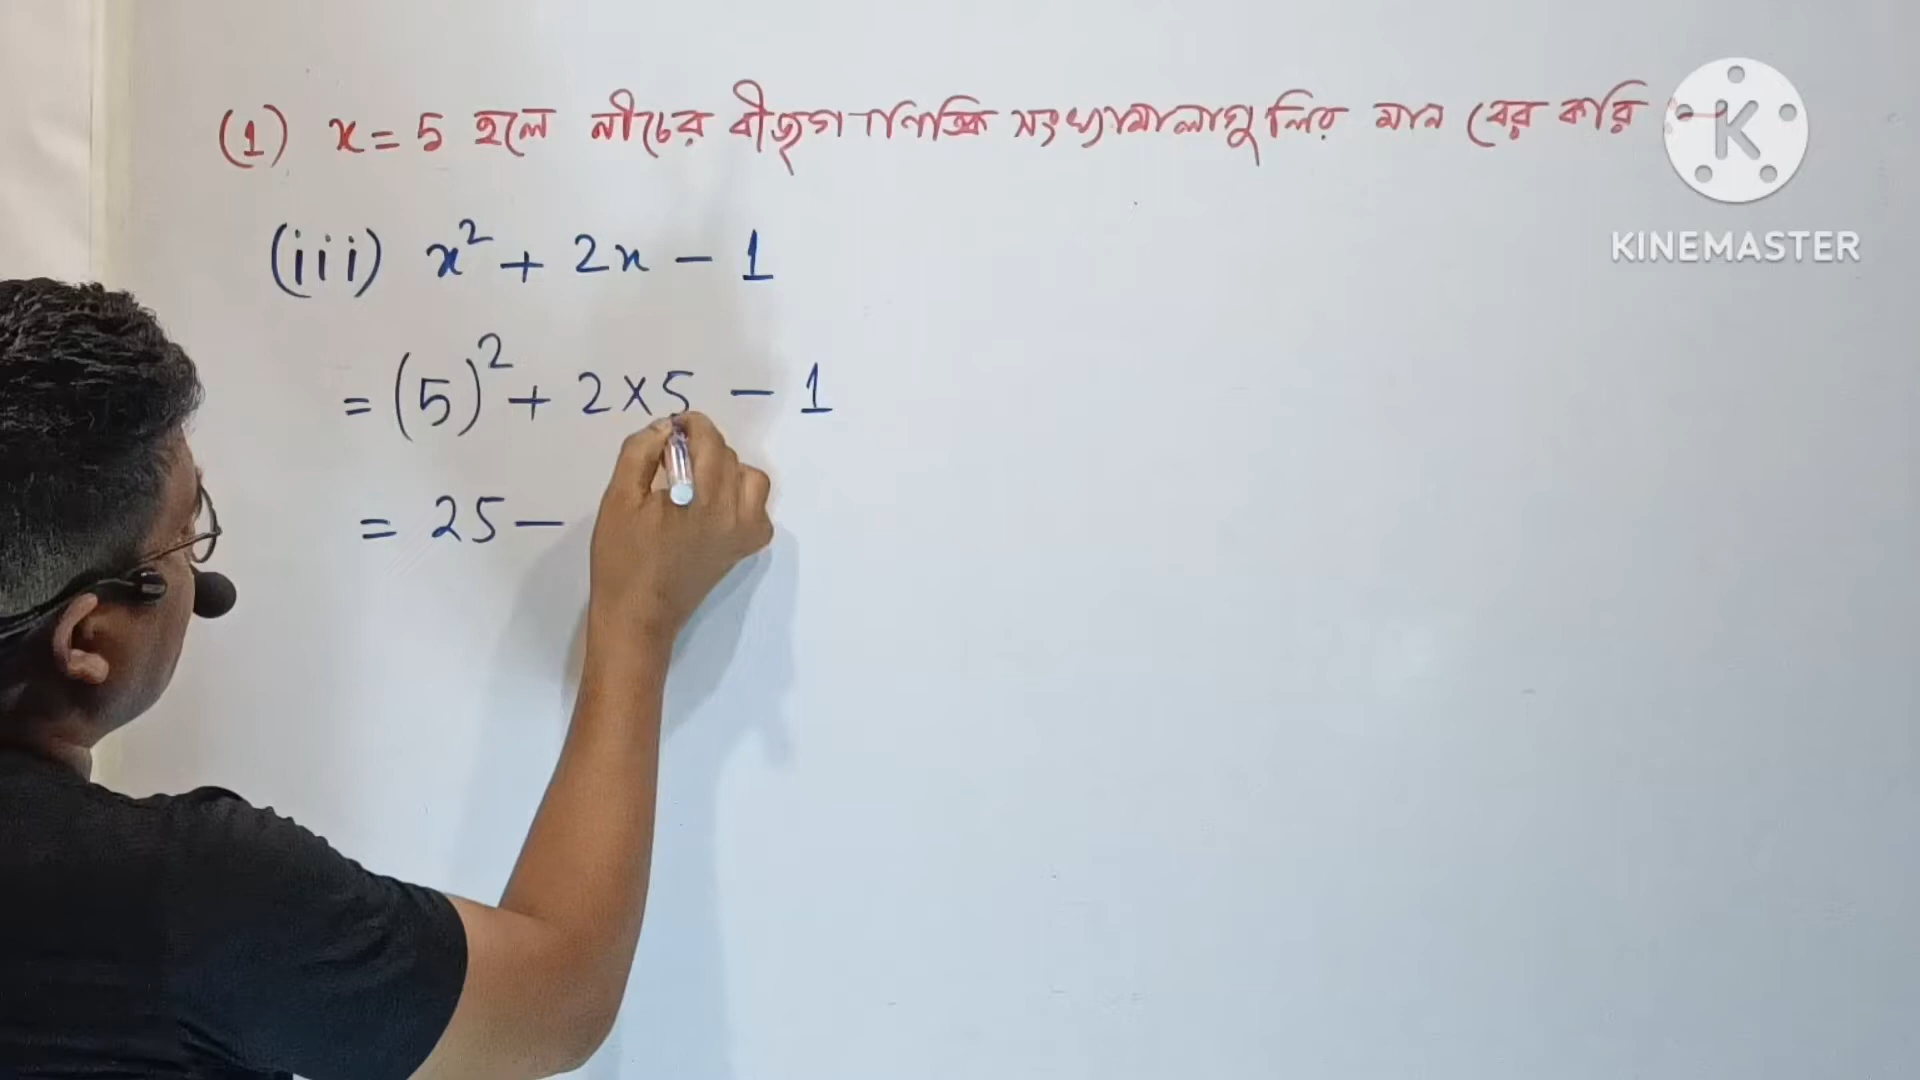 (1) x = 5 হলে নীচের বীজগাণিতিক সংখ্যামালাগুলির মান বের করি
KINEMASTER
(iii) x² + 2x - 1
= (5)² + 2×5 - 1
= 25 -